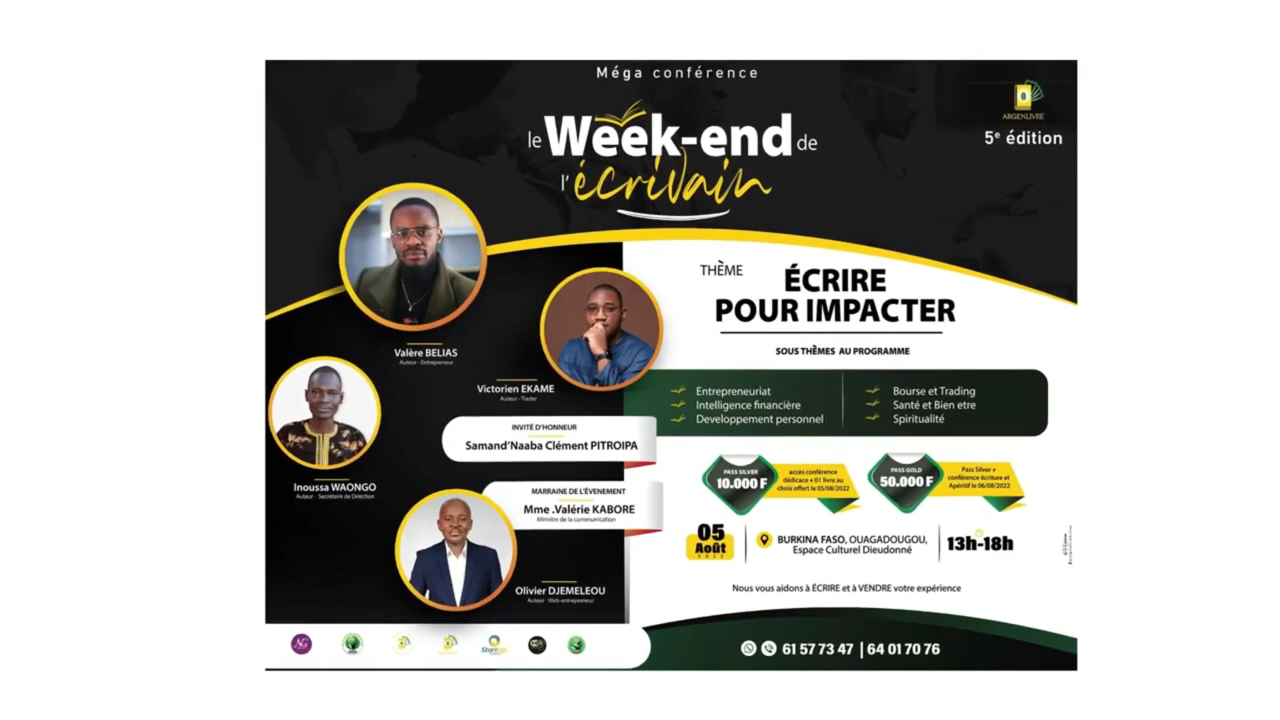 Méga conférence
le Week-end de
l'écrivain
ARGENLIVRE
5e édition
Valère BELIAS
Auteur - Entrepreneur
Victorien EKAME
Auteur - Trader
Inoussa WAONGO
Auteur - Secrétaire de Direction
INVITÉ D'HONNEUR
Samand'Naaba Clément PITROIPA
MARRAINE DE L'ÉVENEMENT
Mme .Valérie KABORE
Ministre de la communication
Olivier DJEMELEOU
Auteur - Web entrepreneur
THÈME
ÉCRIRE
POUR IMPACTER
SOUS THÈMES AU PROGRAMME
Entrepreneuriat
Intelligence financière
Developpement personnel
Bourse et Trading
Santé et Bien etre
Spiritualité
PASS SILVER
10.000 F
accès conférence
dédicace + 01 livre au
choix offert le 05/08/2022
PASS GOLD
50.000 F
Pass Silver +
conférence écriture et
Apéritif le 06/08/2022
05
Août
2022
BURKINA FASO, OUAGADOUGOU,
Espace Culturel Dieudonné
13h-18h
Nous vous aidons à ÉCRIRE et à VENDRE votre expérience
NG
Start
61 57 73 47 | 64 01 70 76